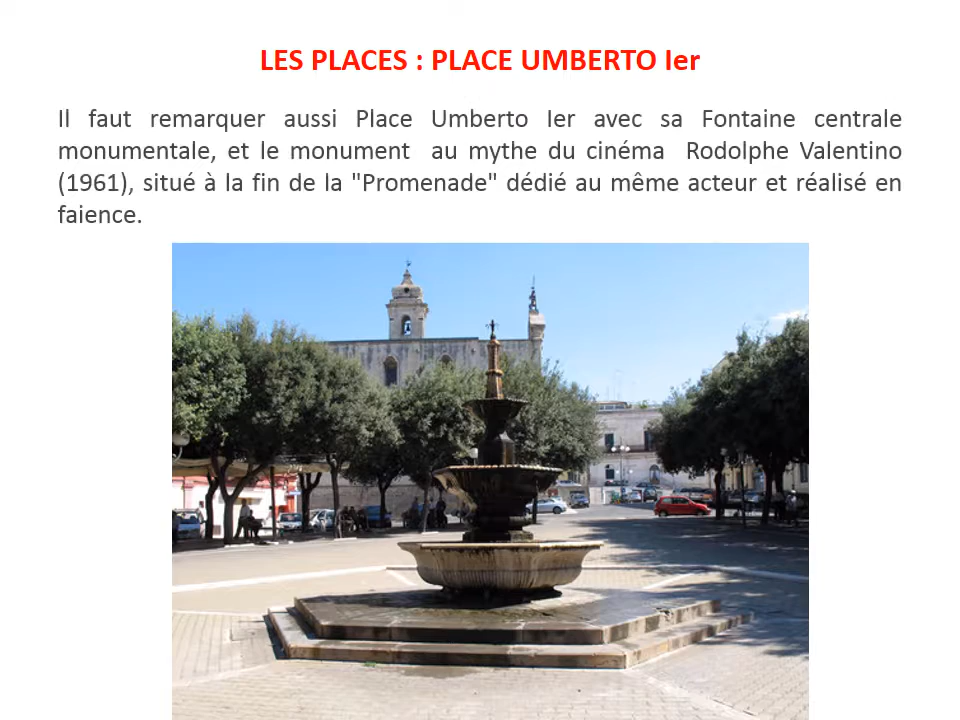 LES PLACES : PLACE UMBERTO Ier
Il faut remarquer aussi Place Umberto Ier avec sa Fontaine centrale
monumentale, et le monument au mythe du cinéma Rodolphe Valentino
(1961), situé à la fin de la "Promenade" dédié au même acteur et réalisé en
faience.